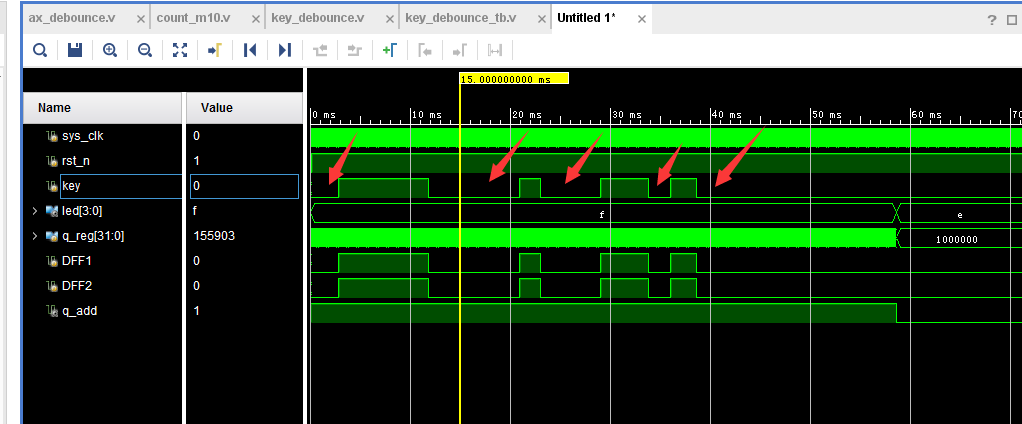 ax_debounce.v × count_m10.v × key_debounce.v × key_debounce_tb.v × Untitled 1* ×
? 
15.000000000 ms
Name Value
0 ms 10 ms 20 ms 30 ms 40 ms 50 ms 60 ms 70
sys_clk 0
rst_n 1
key 0
led[3:0] f f e
q_reg[31:0] 155903 1000000
DFF1 0
DFF2 0
q_add 1